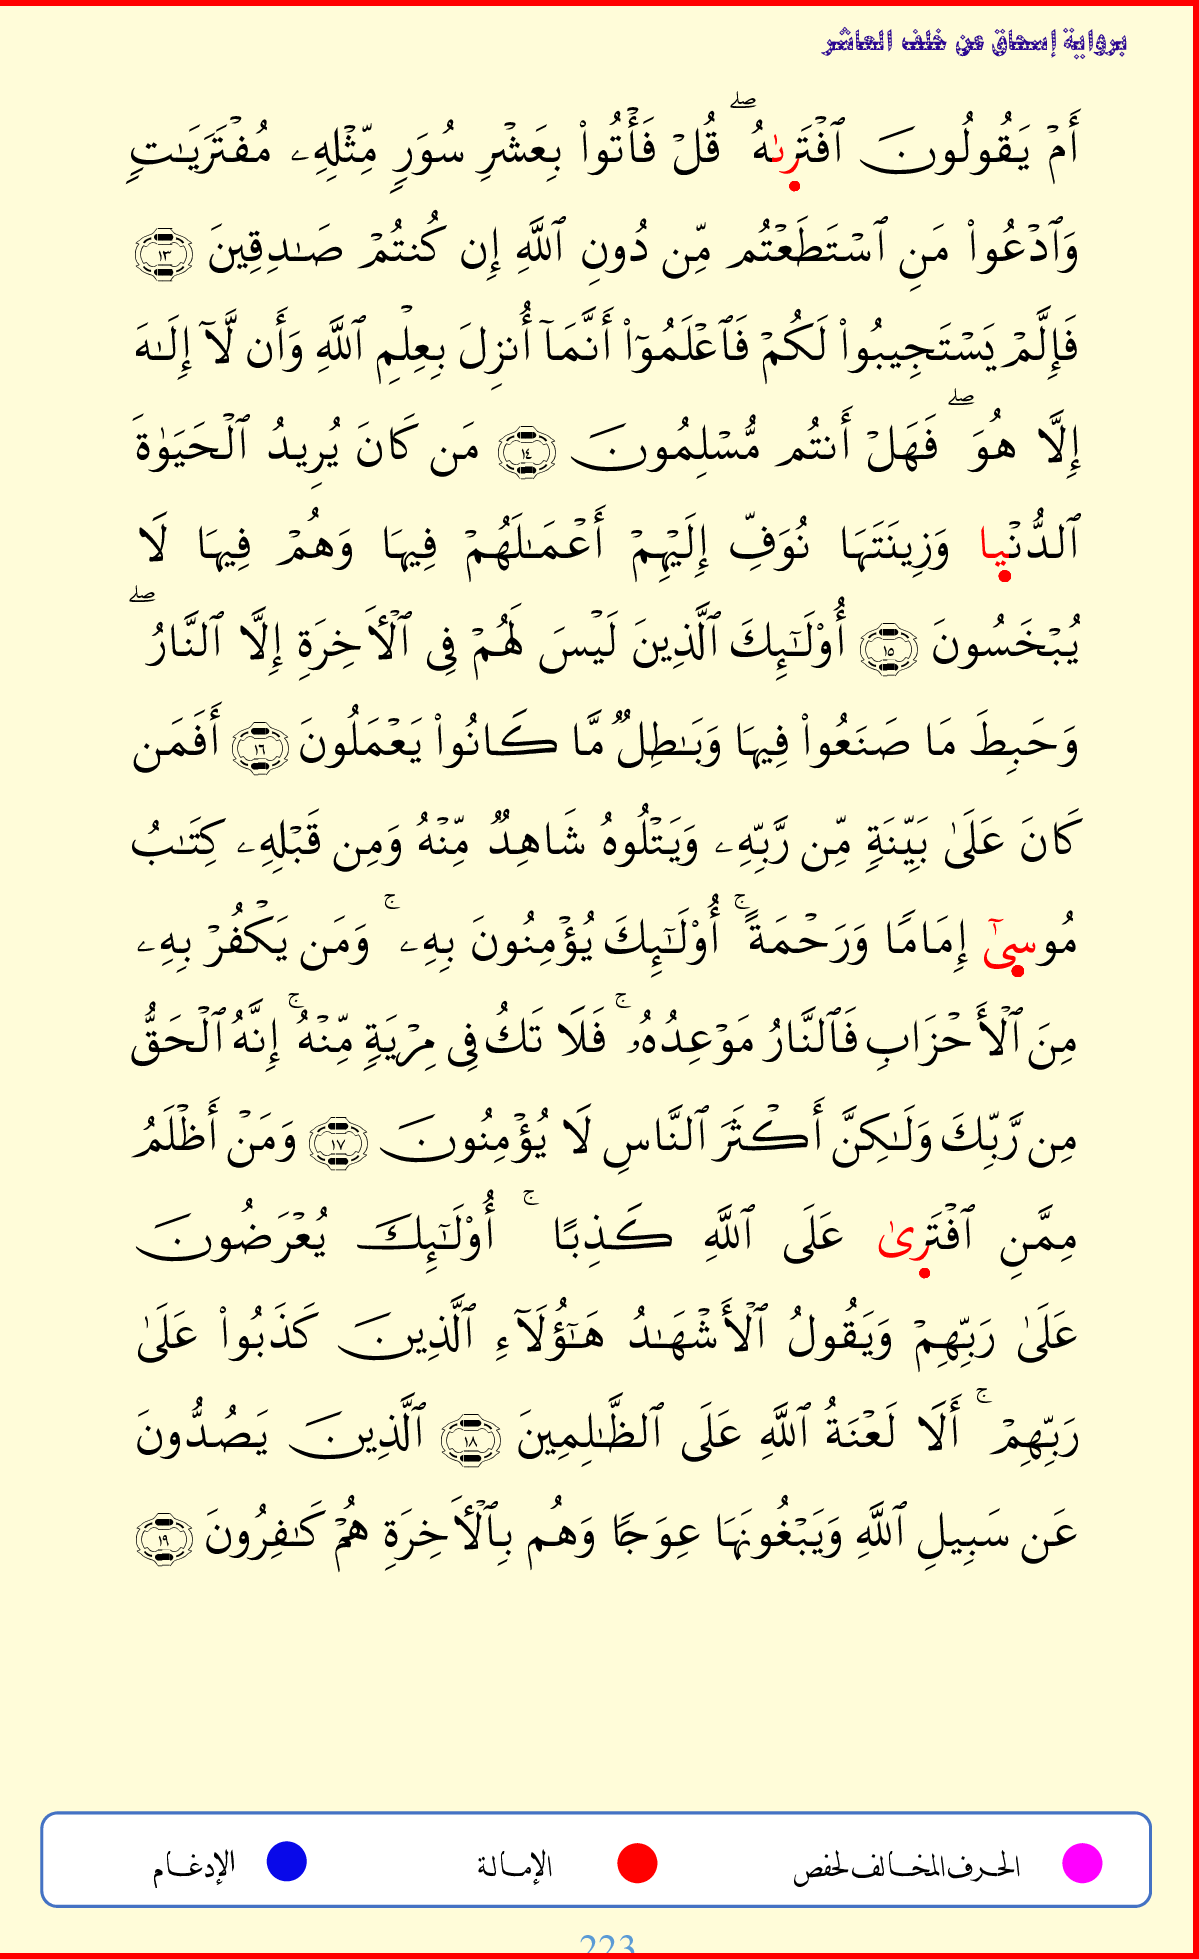 برواية إسحاق عن خلف العاشر
أَمۡ يَقُولُونَ ٱفۡتَرىٰهُۖ قُلۡ فَأۡتُواْ بِعَشۡرِ سُوَرٖ مِّثۡلِهِۦ مُفۡتَرَيَٰتٖ
وَٱدۡعُواْ مَنِ ٱسۡتَطَعۡتُم مِّن دُونِ ٱللَّهِ إِن كُنتُمۡ صَٰدِقِينَ ١٣
فَإِلَّمۡ يَسۡتَجِيبُواْ لَكُمۡ فَٱعۡلَمُوٓاْ أَنَّمَآ أُنزِلَ بِعِلۡمِ ٱللَّهِ وَأَن لَّآ إِلَٰهَ
إِلَّا هُوَۖ فَهَلۡ أَنتُم مُّسۡلِمُونَ ١٤ مَن كَانَ يُرِيدُ ٱلۡحَيَوٰةَ
ٱلدُّنۡيا وَزِينَتَهَا نُوَفِّ إِلَيۡهِمۡ أَعۡمَٰلَهُمۡ فِيهَا وَهُمۡ فِيهَا لَا
يُبۡخَسُونَ ١٥ أُوْلَٰٓئِكَ ٱلَّذِينَ لَيۡسَ لَهُمۡ فِي ٱلۡأٓخِرَةِ إِلَّا ٱلنَّارُۖ
وَحَبِطَ مَا صَنَعُواْ فِيهَا وَبَٰطِلٞ مَّا كَانُواْ يَعۡمَلُونَ ١٦ أَفَمَن
كَانَ عَلَىٰ بَيِّنَةٖ مِّن رَّبِّهِۦ وَيَتۡلُوهُ شَاهِدٞ مِّنۡهُ وَمِن قَبۡلِهِۦ كِتَٰبُ
مُوسىٰٓ إِمَامٗا وَرَحۡمَةًۚ أُوْلَٰٓئِكَ يُؤۡمِنُونَ بِهِۦۚ وَمَن يَكۡفُرۡ بِهِۦ
مِنَ ٱلۡأَحۡزَابِ فَٱلنَّارُ مَوۡعِدُهُۥۚ فَلَا تَكُ فِي مِرۡيَةٖ مِّنۡهُۚ إِنَّهُ ٱلۡحَقُّ
مِن رَّبِّكَ وَلَٰكِنَّ أَكۡثَرَ ٱلنَّاسِ لَا يُؤۡمِنُونَ ١٧ وَمَنۡ أَظۡلَمُ
مِمَّنِ ٱفۡتَرىٰ عَلَى ٱللَّهِ كَذِبًاۚ أُوْلَٰٓئِكَ يُعۡرَضُونَ
عَلَىٰ رَبِّهِمۡ وَيَقُولُ ٱلۡأَشۡهَٰدُ هَٰٓؤُلَآءِ ٱلَّذِينَ كَذَبُواْ عَلَىٰ
رَبِّهِمۡۚ أَلَا لَعۡنَةُ ٱللَّهِ عَلَى ٱلظَّٰلِمِينَ ١٨ ٱلَّذِينَ يَصُدُّونَ
عَن سَبِيلِ ٱللَّهِ وَيَبۡغُونَهَا عِوَجٗا وَهُم بِٱلۡأٓخِرَةِ هُمۡ كَٰفِرُونَ ١٩
الحرف المخالف لحفص الإمالة الإدغام
223